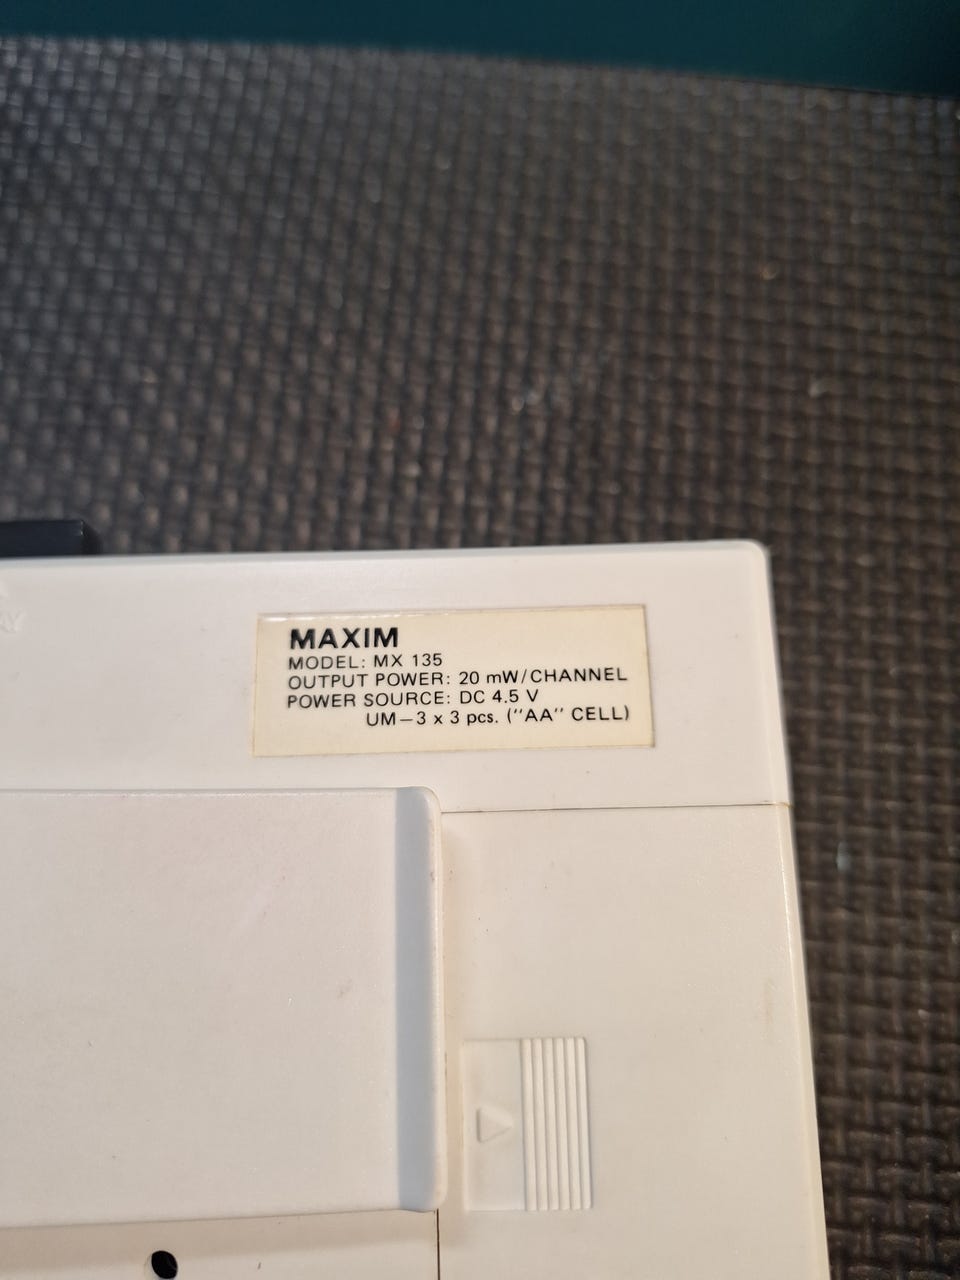 MAXIM
MODEL: MX 135
OUTPUT POWER: 20 mW/CHANNEL
POWER SOURCE: DC 4.5 V
UM–3 x 3 pcs. (“AA” CELL)